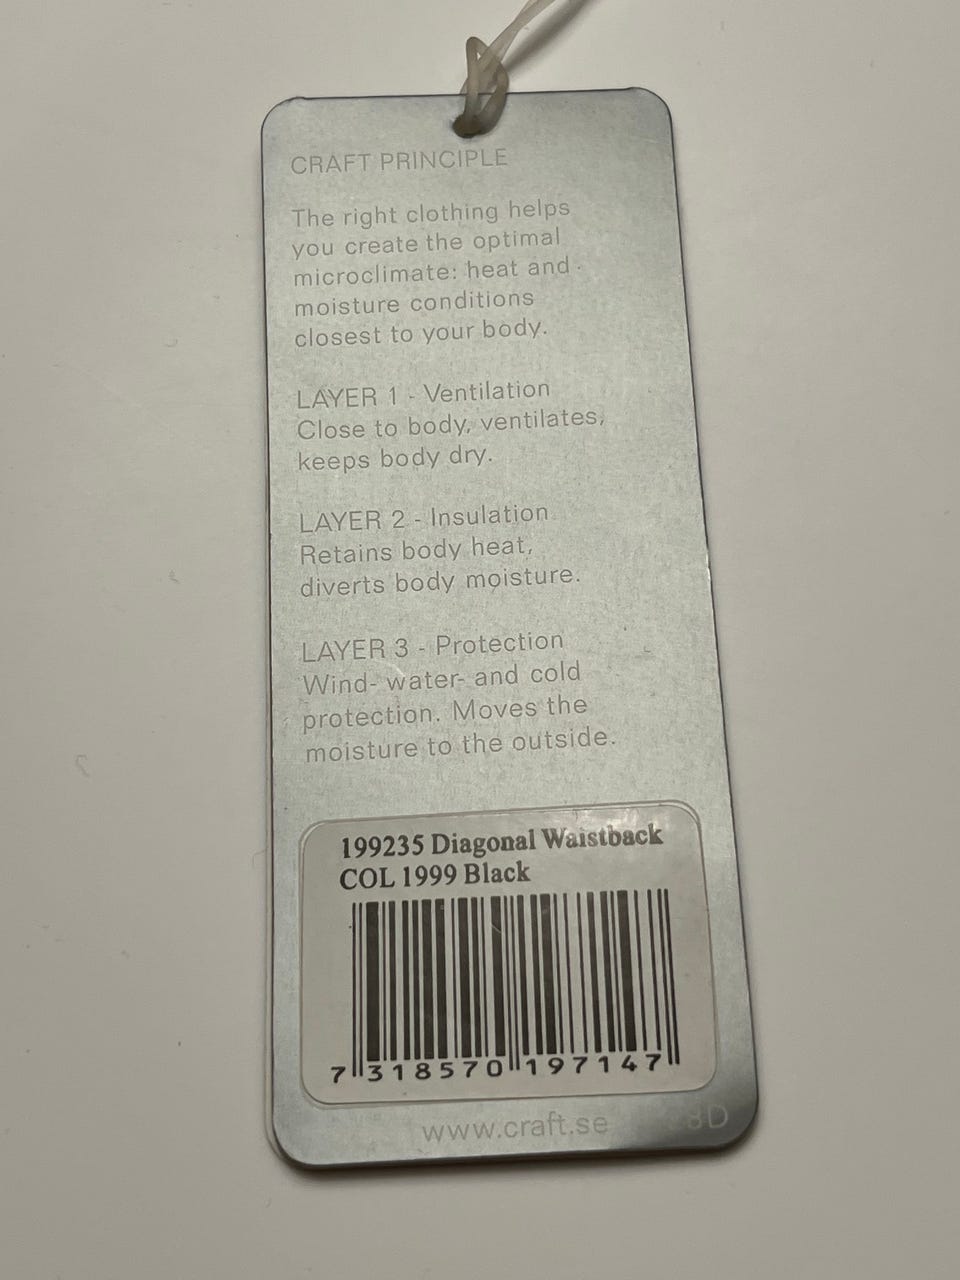 CRAFT PRINCIPLE
The right clothing helps
you create the optimal
microclimate: heat and
moisture conditions
closest to your body.
LAYER 1 - Ventilation
Close to body, ventilates,
keeps body dry.
LAYER 2 - Insulation
Retains body heat,
diverts body moisture.
LAYER 3 - Protection
Wind- water- and cold
protection. Moves the
moisture to the outside.
199235 Diagonal Waistback
COL 1999 Black
7 318570 197147
www.craft.se